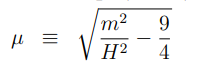 μ ≡ √(m²/H² − 9/4)